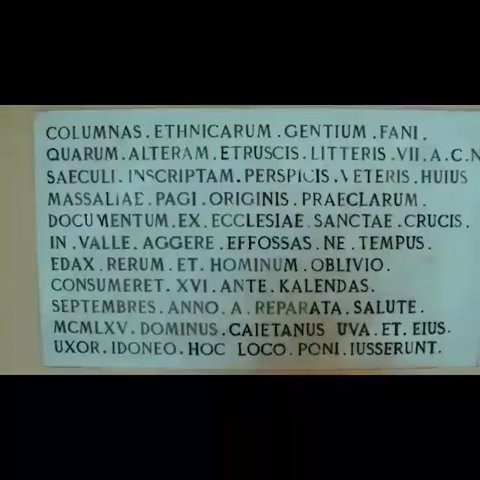 COLUMNAS . ETHNICARUM . GENTIUM . FANI .
QUARUM . ALTERAM . ETRUSCIS . LITTERIS . VII . A . C . N
SAECULI . INSCRIPTAM . PERSPICIS . VETERIS . HUIUS
MASSALIAE . PAGI . ORIGINIS . PRAECLARUM .
DOCUMENTUM . EX . ECCLESIAE . SANCTAE . CRUCIS .
IN . VALLE . AGGERE . EFFOSSAS . NE . TEMPUS .
EDAX . RERUM . ET . HOMINUM . OBLIVIO .
CONSUMERET . XVI . ANTE . KALENDAS .
SEPTEMBRES . ANNO . A . REPARATA . SALUTE .
MCMLXV . DOMINUS . CAIETANUS UVA . ET . EIUS .
UXOR . IDONEO . HOC LOCO . PONI . IUSSERUNT .